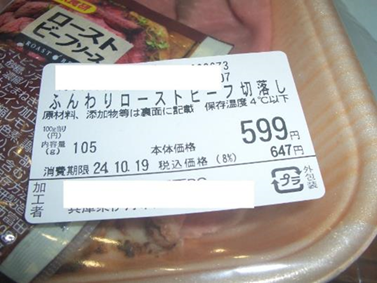 ロースト
ビーフソース
ROAST
ふんわりローストビーフ切落し
原材料、添加物等は裏面に記載 保存温度4℃以下
100g当り
(円)
本体価格
599円
内容量
(g)
105
消費期限 24.10.19 税込価格 (8%) 647円
加工者
プラ
外包装